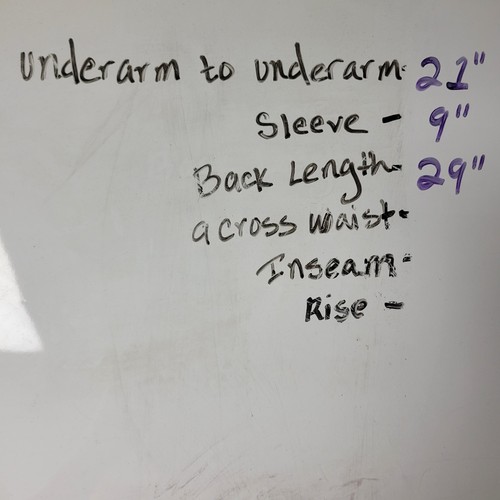 underarm to underarm- 21"
Sleeve - 9"
Back Length- 29"
across waist-
Inseam-
Rise -